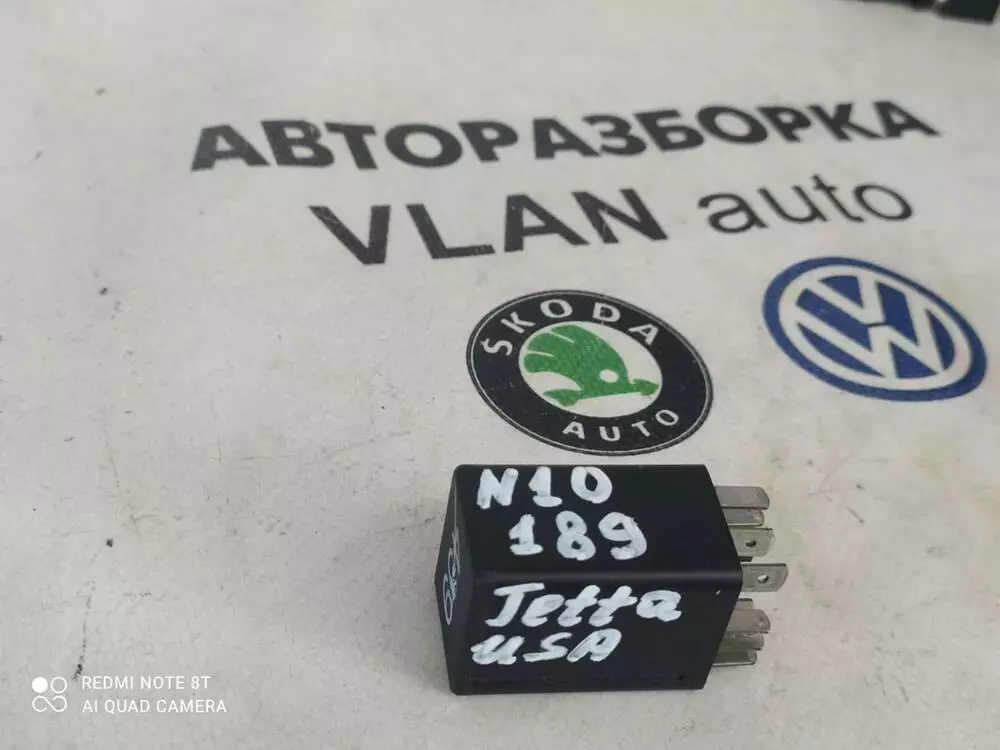 АВТОРАЗБОРКА
VLAN auto
ŠKODA
AUTO
N10
189
Jetta
USA
REDMI NOTE 8T
AI QUAD CAMERA